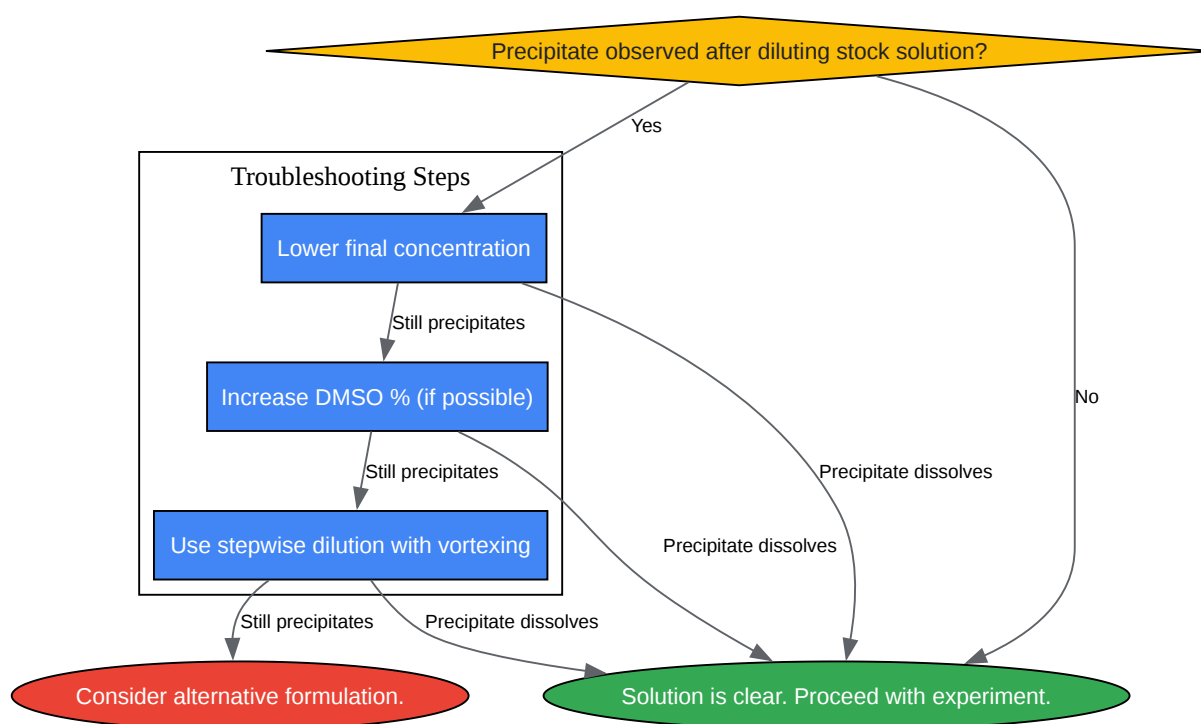 Precipitate observed after diluting stock solution?
Yes
Troubleshooting Steps
Lower final concentration
Still precipitates
Increase DMSO % (if possible)
No
Still precipitates
Precipitate dissolves
Use stepwise dilution with vortexing
Precipitate dissolves
Still precipitates
Precipitate dissolves
Consider alternative formulation.
Solution is clear. Proceed with experiment.